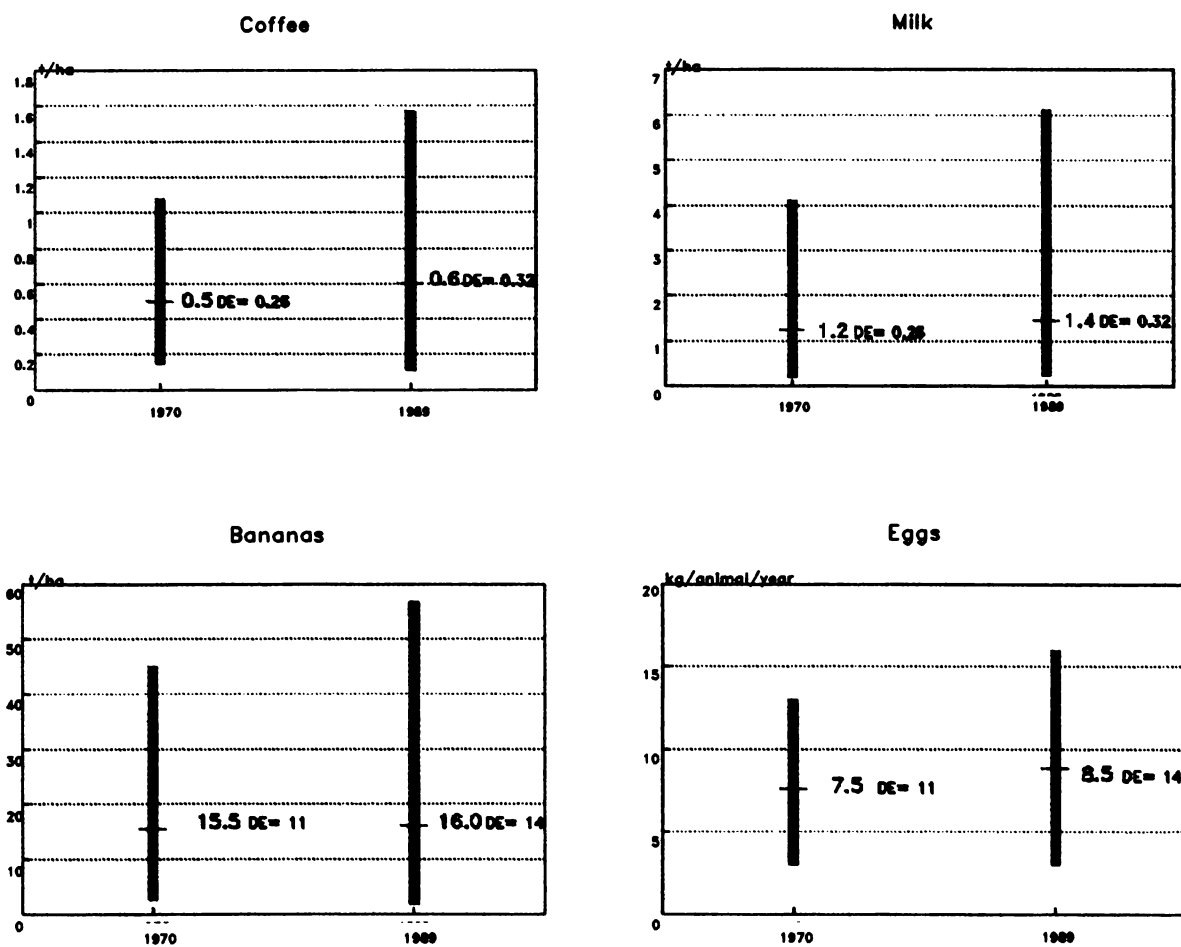 Coffee
t/ha
1.8
1.6
1.4
1.2
1
0.8
0.6
0.4
0.2
0
0.5 DE= 0.26
0.6 DE= 0.32
1970
1989
Milk
t/ha
7
6
5
4
3
2
1
0
1.2 DE= 0.26
1.4 DE= 0.32
1970
1989
Bananas
t/ha
60
50
40
30
20
10
0
15.5 DE= 11
16.0 DE= 14
1970
1989
Eggs
kg/animal/year
20
15
10
5
0
7.5 DE= 11
8.5 DE= 14
1970
1989